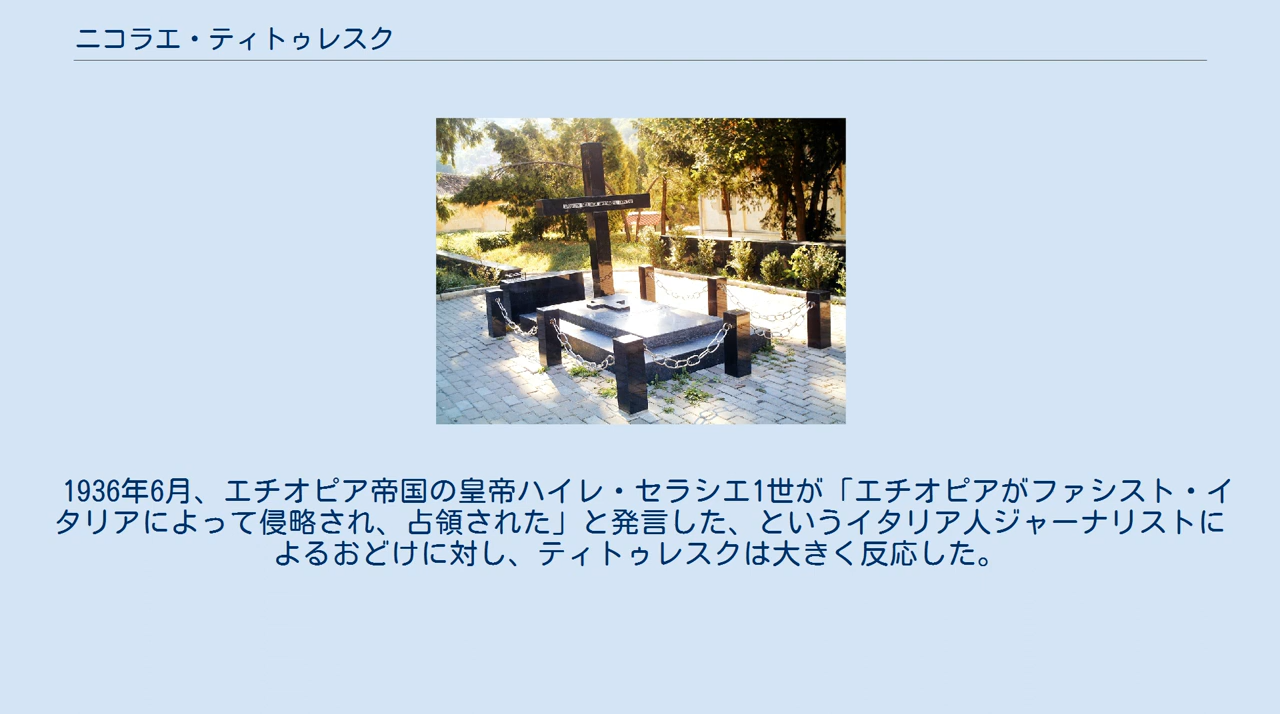 ニコラエ・ティトゥレスク
1936年6月、エチオピア帝国の皇帝ハイレ・セラシエ1世が「エチオピアがファシスト・イ
タリアによって侵略され、占領された」と発言した、というイタリア人ジャーナリストに
よるおどけに対し、ティトゥレスクは大きく反応した。